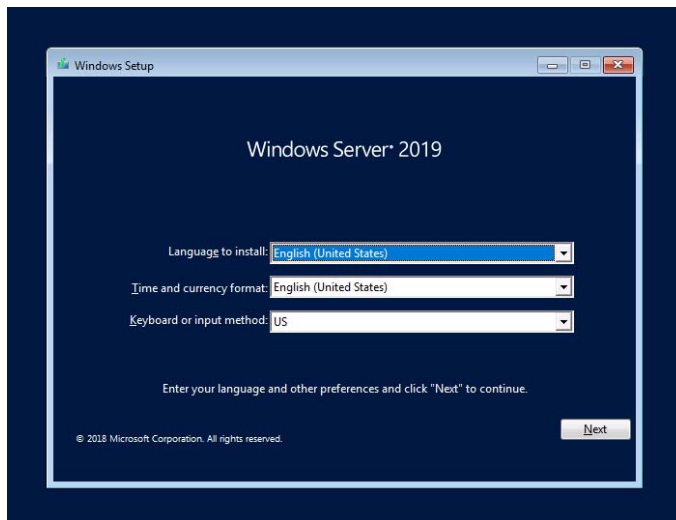 Windows Setup
Windows Server® 2019
Language to install: English (United States)
Time and currency format: English (United States)
Keyboard or input method: US
Enter your language and other preferences and click "Next" to continue.
© 2018 Microsoft Corporation. All rights reserved.
Next